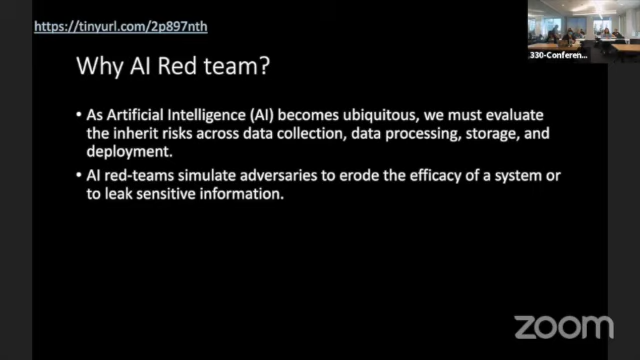 https://tinyurl.com/2p897nth
330-Conferen...
Why AI Red team?
• As Artificial Intelligence (AI) becomes ubiquitous, we must evaluate
the inherit risks across data collection, data processing, storage, and
deployment.
• AI red-teams simulate adversaries to erode the efficacy of a system or
to leak sensitive information.
zoom